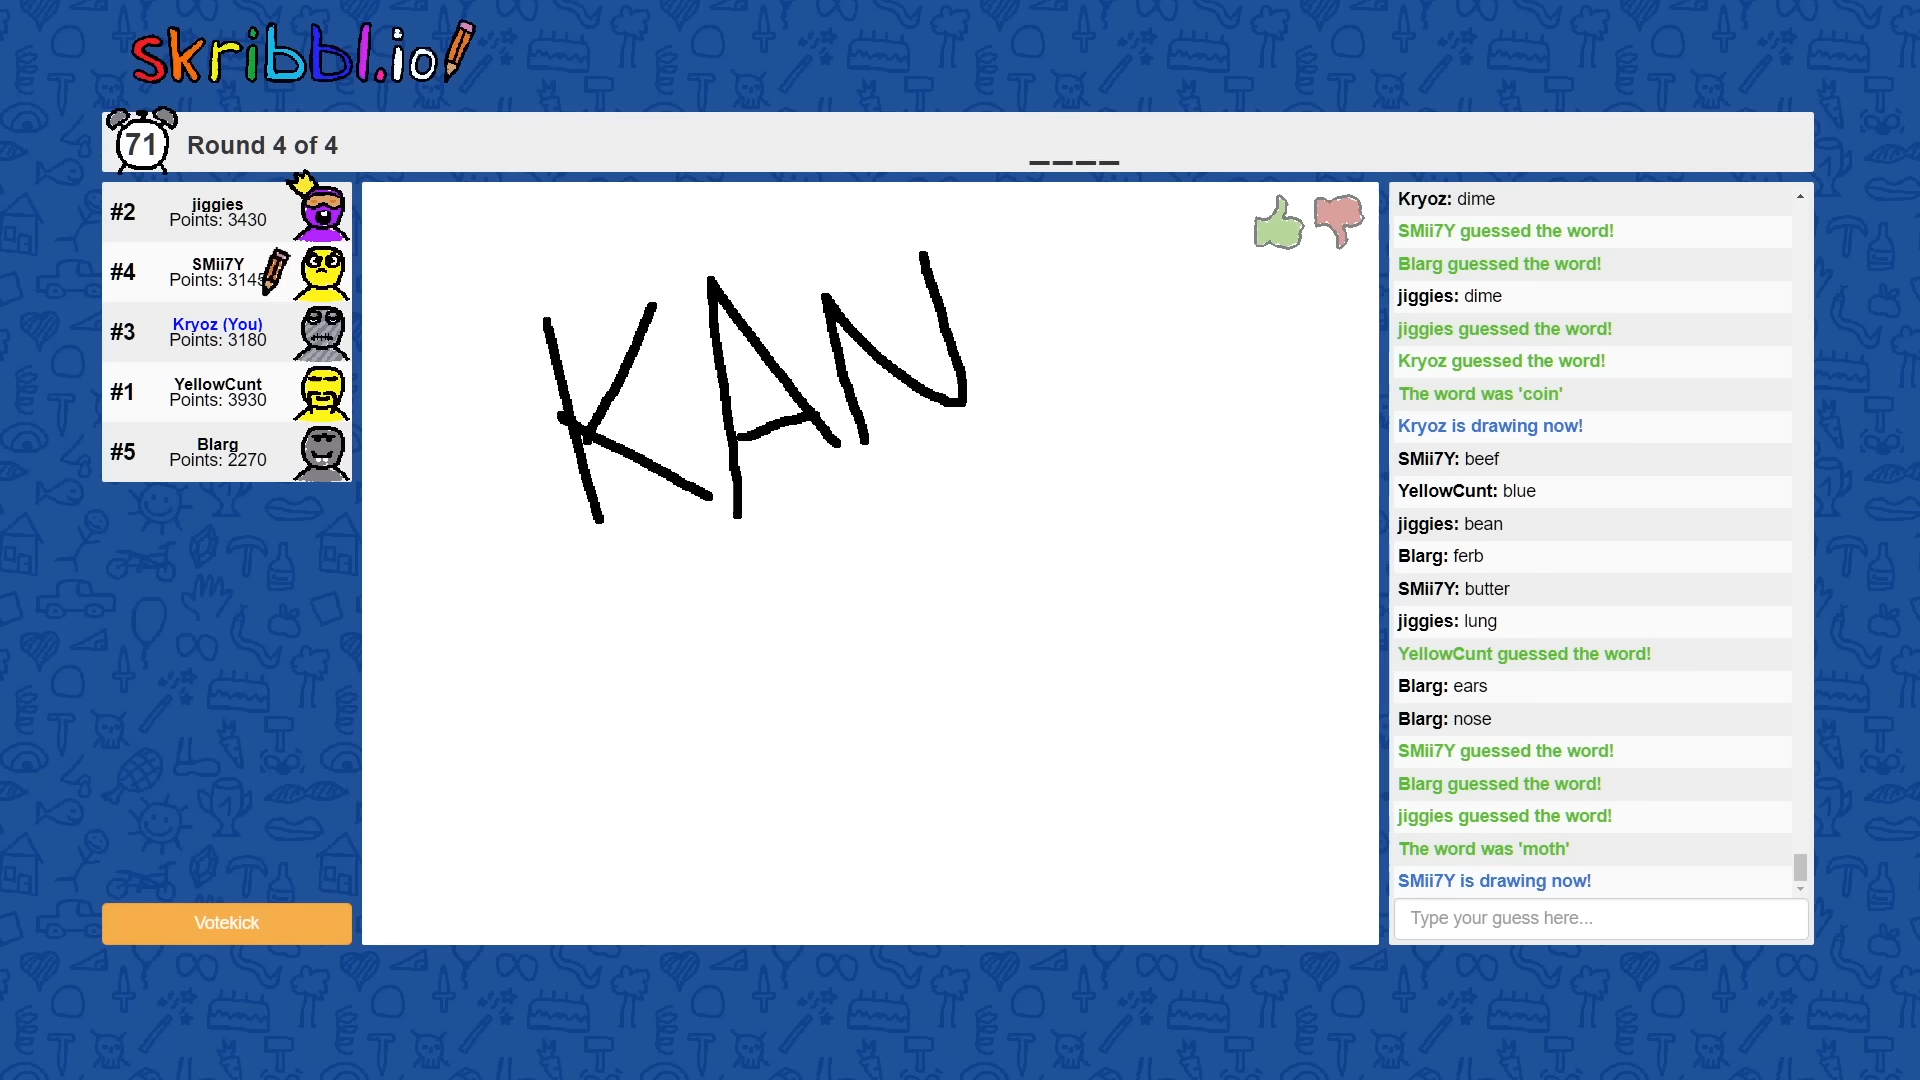 skribbl.io
71 Round 4 of 4
#2 jiggies
Points: 3430
#4 SMii7Y
Points: 3145
#3 Kryoz (You)
Points: 3180
#1 YellowCunt
Points: 3930
#5 Blarg
Points: 2270
Votekick
KAN
Kryoz: dime
SMii7Y guessed the word!
Blarg guessed the word!
jiggies: dime
jiggies guessed the word!
Kryoz guessed the word!
The word was 'coin'
Kryoz is drawing now!
SMii7Y: beef
YellowCunt: blue
jiggies: bean
Blarg: ferb
SMii7Y: butter
jiggies: lung
YellowCunt guessed the word!
Blarg: ears
Blarg: nose
SMii7Y guessed the word!
Blarg guessed the word!
jiggies guessed the word!
The word was 'moth'
SMii7Y is drawing now!
Type your guess here...